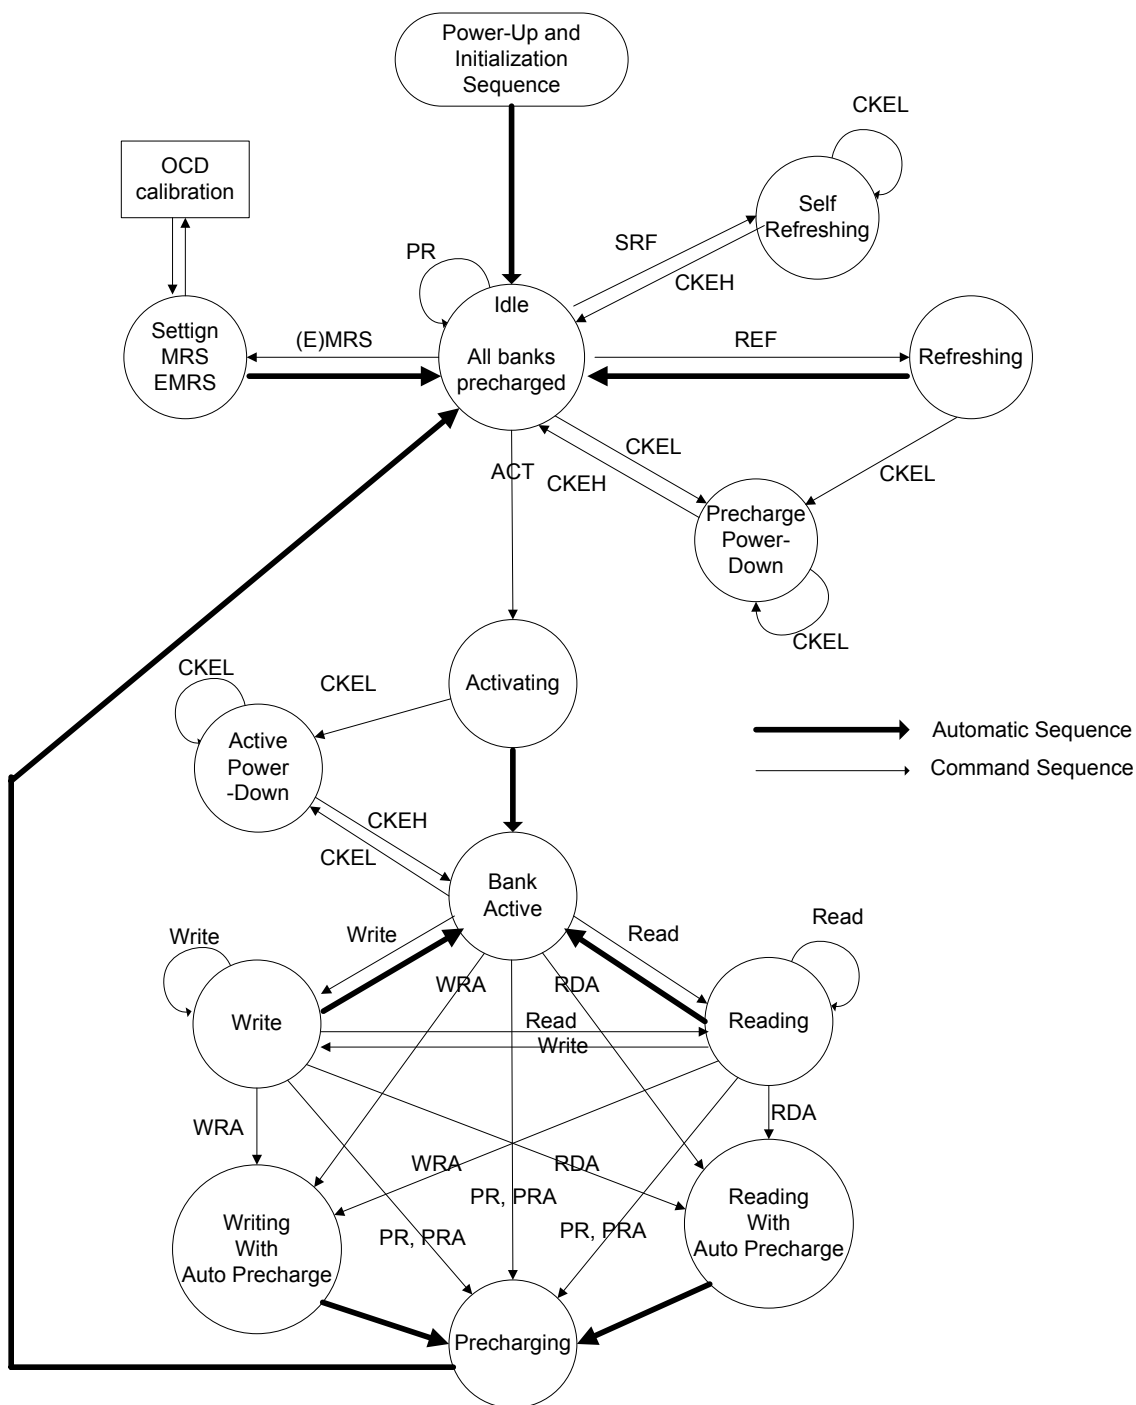 Power-Up and
Initialization
Sequence
CKEL
OCD
calibration
Self
Refreshing
SRF
PR
CKEH
Idle
All banks
precharged
Settign
MRS
EMRS
(E)MRS
REF
Refreshing
ACT
CKEL
CKEH
CKEL
Precharge
Power-
Down
CKEL
Activating
CKEL
CKEL
Active
Power
-Down
Automatic Sequence
Command Sequence
CKEH
CKEL
Bank
Active
Write
Write
Read
Read
WRA
RDA
Write
Read
Write
Reading
WRA
RDA
WRA
RDA
PR, PRA
PR, PRA
PR, PRA
Writing
With
Auto Precharge
Reading
With
Auto Precharge
Precharging